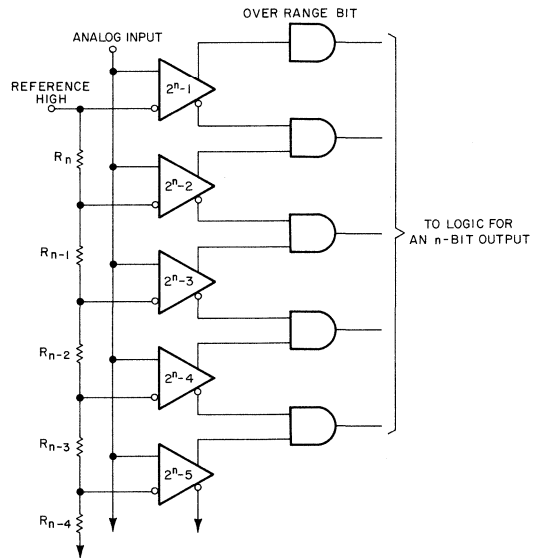 OVER RANGE BIT
ANALOG INPUT
REFERENCE
HIGH
2ⁿ-1
Rn
2ⁿ-2
Rn-1
2ⁿ-3
TO LOGIC FOR
AN n-BIT OUTPUT
Rn-2
2ⁿ-4
Rn-3
2ⁿ-5
Rn-4